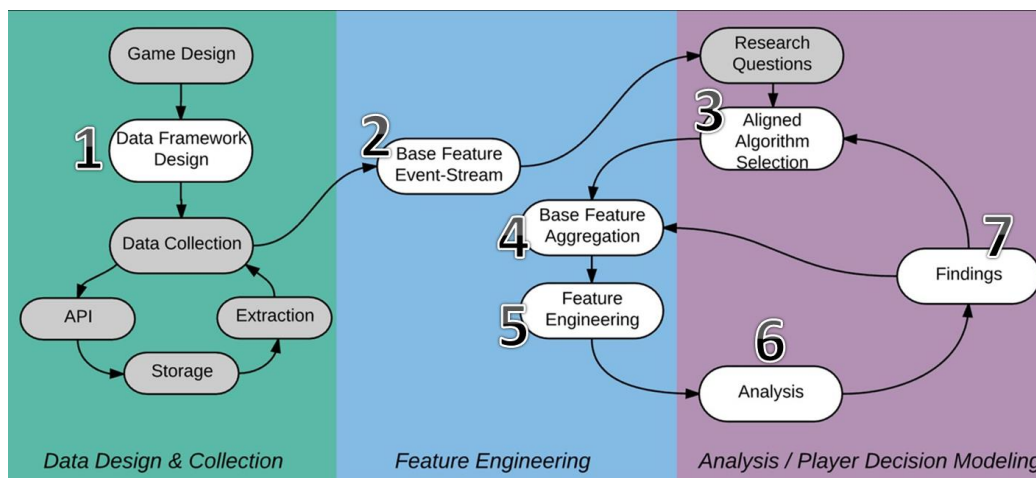 Game Design
1
Data Framework
Design
Data Collection
API
Extraction
Storage
Data Design & Collection
2
Base Feature
Event-Stream
4
Base Feature
Aggregation
5
Feature
Engineering
Feature Engineering
Research
Questions
3
Aligned
Algorithm
Selection
7
Findings
6
Analysis
Analysis / Player Decision Modeling